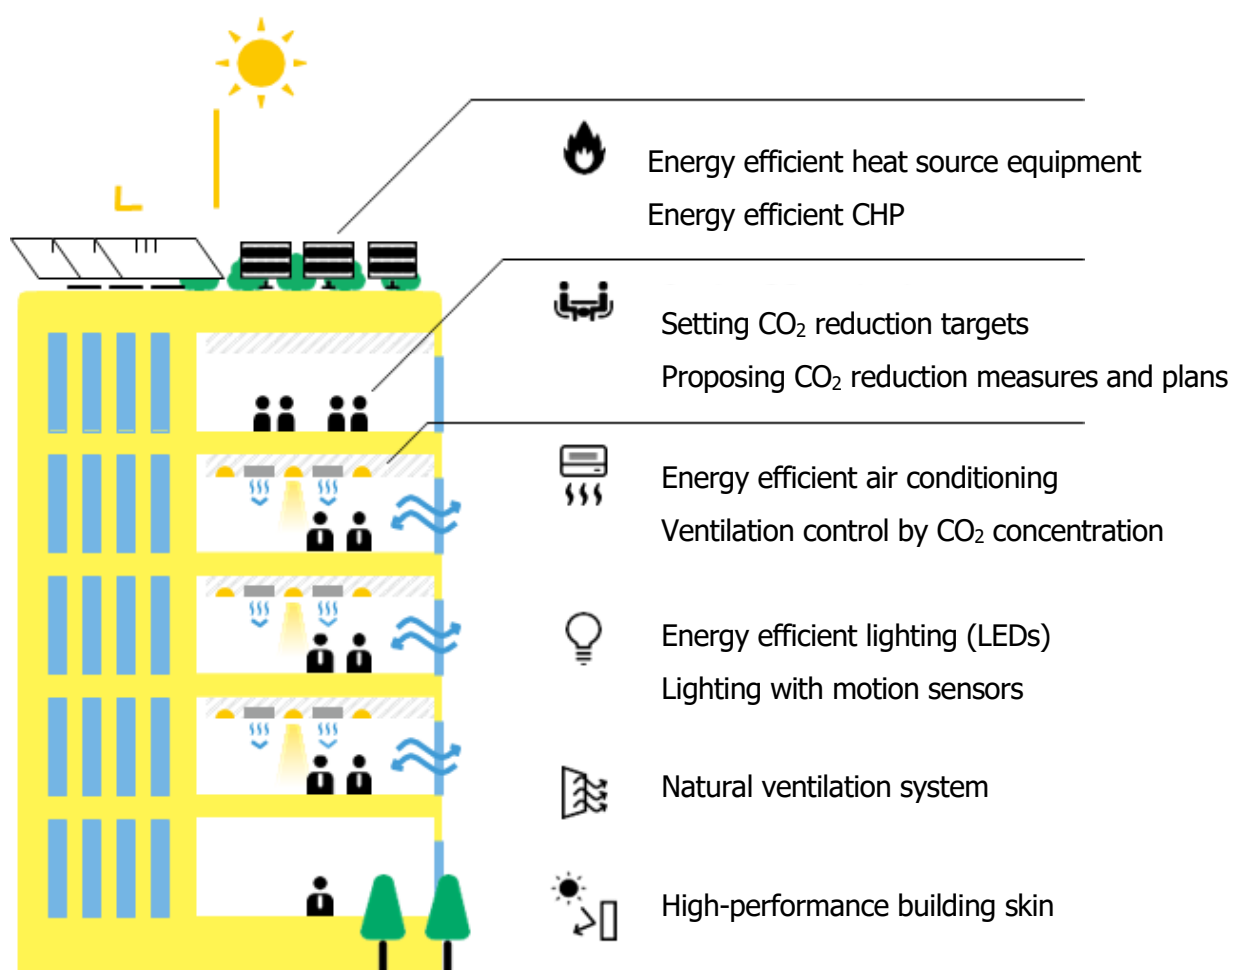 Energy efficient heat source equipment
Energy efficient CHP
Setting CO₂ reduction targets
Proposing CO₂ reduction measures and plans
Energy efficient air conditioning
Ventilation control by CO₂ concentration
Energy efficient lighting (LEDs)
Lighting with motion sensors
Natural ventilation system
High-performance building skin